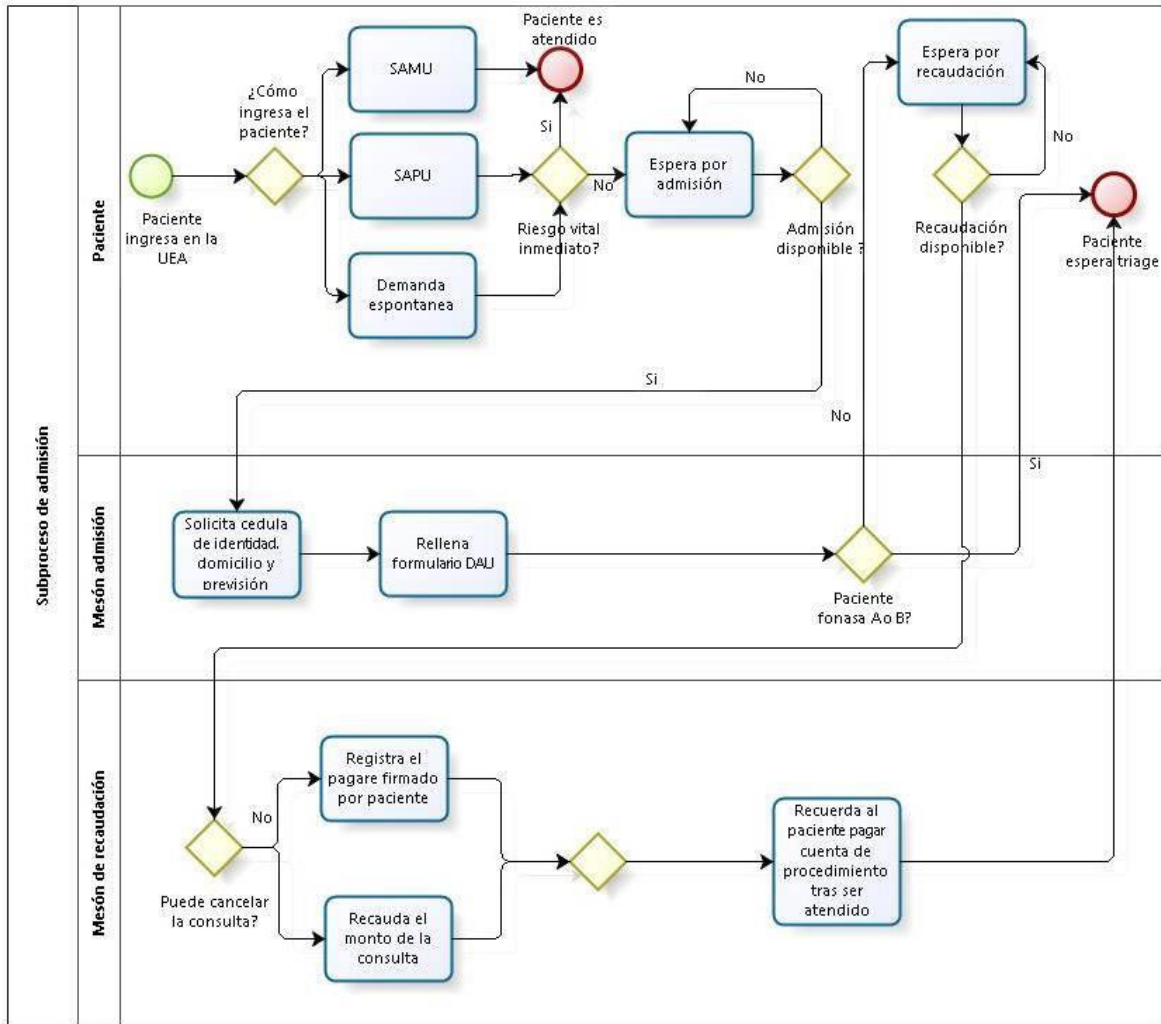 Subproceso de admisión
Paciente
Paciente
ingresa en la
UEA
¿Cómo
ingresa el
paciente?
SAMU
SAPU
Demanda
espontanea
Paciente es
atendido
Si
Riesgo vital
inmediato?
No
Espera por
admisión
No
Admisión
disponible ?
Si
Espera por
recaudación
No
Recaudación
disponible?
Paciente
espera triage
Mesón admisión
Solicita cedula
de identidad.
domicilio y
previsión
Rellena
formulario DAU
Paciente
fonasa A o B?
No
Si
Mesón de recaudación
Puede cancelar
la consulta?
No
Registra el
pagare firmado
por paciente
Recauda el
monto de la
consulta
Recuerda al
paciente pagar
cuenta de
procedimiento
tras ser
atendido